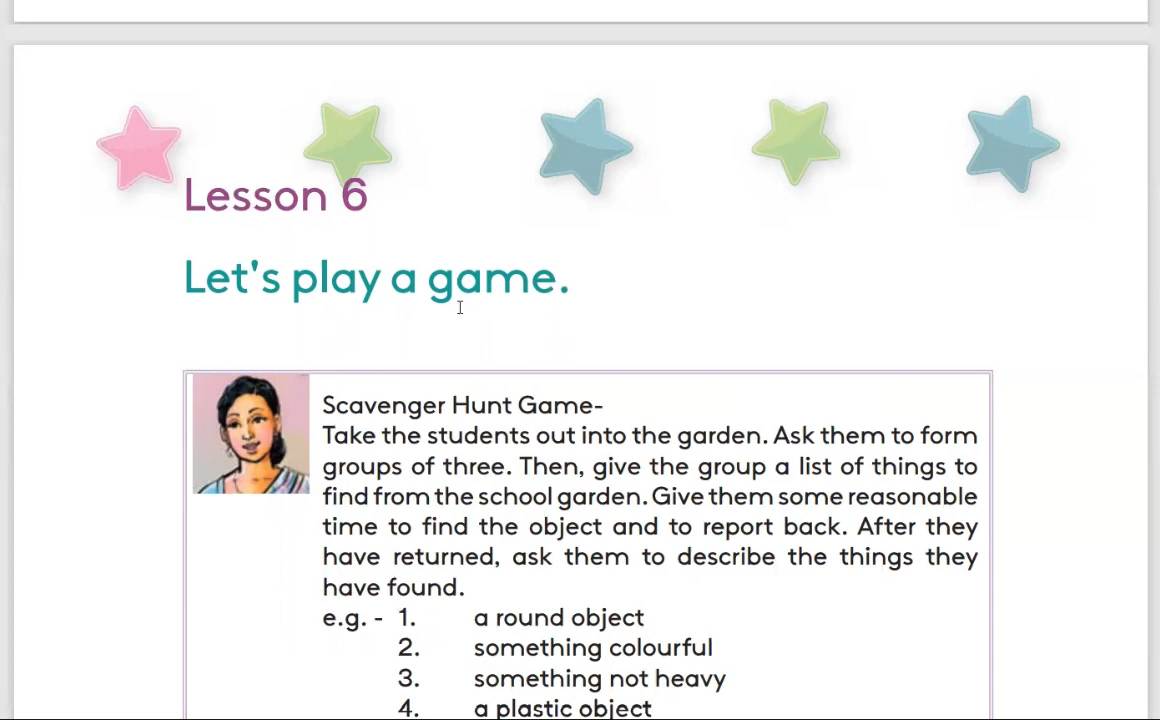 Lesson 6
Let's play a game.
Scavenger Hunt Game-
Take the students out into the garden. Ask them to form
groups of three. Then, give the group a list of things to
find from the school garden. Give them some reasonable
time to find the object and to report back. After they
have returned, ask them to describe the things they
have found.
e.g. - 1. a round object
2. something colourful
3. something not heavy
4. a plastic object